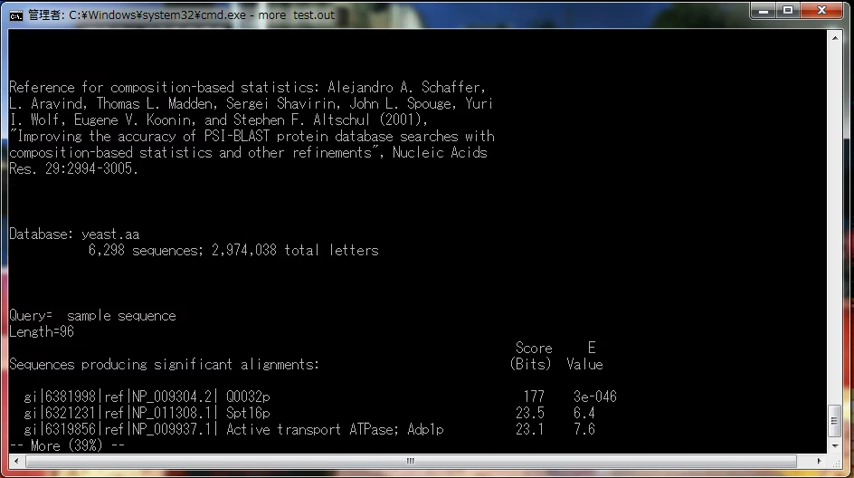 管理者: C:¥Windows¥system32¥cmd.exe - more test.out
Reference for composition-based statistics: Alejandro A. Schaffer,
L. Aravind, Thomas L. Madden, Sergei Shavirin, John L. Spouge, Yuri
I. Wolf, Eugene V. Koonin, and Stephen F. Altschul (2001),
"Improving the accuracy of PSI-BLAST protein database searches with
composition-based statistics and other refinements", Nucleic Acids
Res. 29:2994-3005.
Database: yeast.aa
6,298 sequences; 2,974,038 total letters
Query= sample sequence
Length=96
Score E
Sequences producing significant alignments: (Bits) Value
gi|6381998|ref|NP_009304.2| Q0032p 177 3e-046
gi|6321231|ref|NP_011308.1| Spt16p 23.5 6.4
gi|6319856|ref|NP_009937.1| Active transport ATPase; Adp1p 23.1 7.6
-- More (39%) --